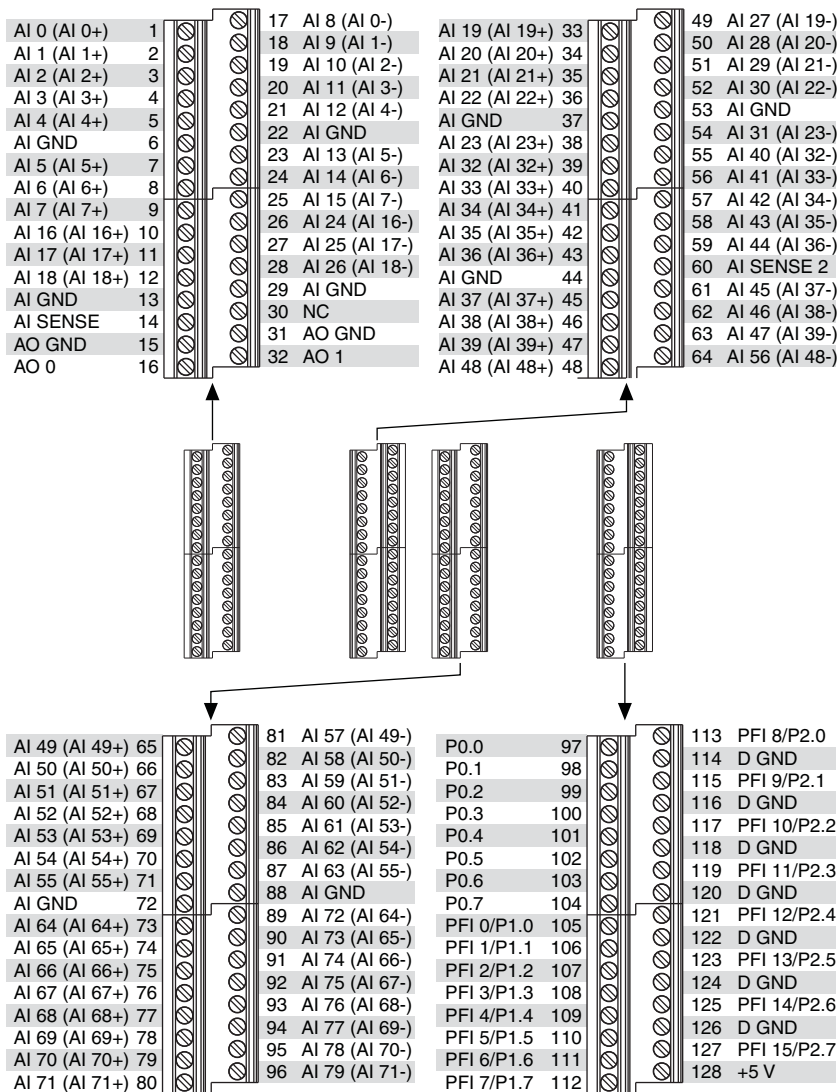 AI 0 (AI 0+) 1
AI 1 (AI 1+) 2
AI 2 (AI 2+) 3
AI 3 (AI 3+) 4
AI 4 (AI 4+) 5
AI GND 6
AI 5 (AI 5+) 7
AI 6 (AI 6+) 8
AI 7 (AI 7+) 9
AI 16 (AI 16+) 10
AI 17 (AI 17+) 11
AI 18 (AI 18+) 12
AI GND 13
AI SENSE 14
AO GND 15
AO 0 16
17 AI 8 (AI 0-)
18 AI 9 (AI 1-)
19 AI 10 (AI 2-)
20 AI 11 (AI 3-)
21 AI 12 (AI 4-)
22 AI GND
23 AI 13 (AI 5-)
24 AI 14 (AI 6-)
25 AI 15 (AI 7-)
26 AI 24 (AI 16-)
27 AI 25 (AI 17-)
28 AI 26 (AI 18-)
29 AI GND
30 NC
31 AO GND
32 AO 1
AI 19 (AI 19+) 33
AI 20 (AI 20+) 34
AI 21 (AI 21+) 35
AI 22 (AI 22+) 36
AI GND 37
AI 23 (AI 23+) 38
AI 32 (AI 32+) 39
AI 33 (AI 33+) 40
AI 34 (AI 34+) 41
AI 35 (AI 35+) 42
AI 36 (AI 36+) 43
AI GND 44
AI 37 (AI 37+) 45
AI 38 (AI 38+) 46
AI 39 (AI 39+) 47
AI 48 (AI 48+) 48
49 AI 27 (AI 19-)
50 AI 28 (AI 20-)
51 AI 29 (AI 21-)
52 AI 30 (AI 22-)
53 AI GND
54 AI 31 (AI 23-)
55 AI 40 (AI 32-)
56 AI 41 (AI 33-)
57 AI 42 (AI 34-)
58 AI 43 (AI 35-)
59 AI 44 (AI 36-)
60 AI SENSE 2
61 AI 45 (AI 37-)
62 AI 46 (AI 38-)
63 AI 47 (AI 39-)
64 AI 56 (AI 48-)
AI 49 (AI 49+) 65
AI 50 (AI 50+) 66
AI 51 (AI 51+) 67
AI 52 (AI 52+) 68
AI 53 (AI 53+) 69
AI 54 (AI 54+) 70
AI 55 (AI 55+) 71
AI GND 72
AI 64 (AI 64+) 73
AI 65 (AI 65+) 74
AI 66 (AI 66+) 75
AI 67 (AI 67+) 76
AI 68 (AI 68+) 77
AI 69 (AI 69+) 78
AI 70 (AI 70+) 79
AI 71 (AI 71+) 80
81 AI 57 (AI 49-)
82 AI 58 (AI 50-)
83 AI 59 (AI 51-)
84 AI 60 (AI 52-)
85 AI 61 (AI 53-)
86 AI 62 (AI 54-)
87 AI 63 (AI 55-)
88 AI GND
89 AI 72 (AI 64-)
90 AI 73 (AI 65-)
91 AI 74 (AI 66-)
92 AI 75 (AI 67-)
93 AI 76 (AI 68-)
94 AI 77 (AI 69-)
95 AI 78 (AI 70-)
96 AI 79 (AI 71-)
P0.0 97
P0.1 98
P0.2 99
P0.3 100
P0.4 101
P0.5 102
P0.6 103
P0.7 104
PFI 0/P1.0 105
PFI 1/P1.1 106
PFI 2/P1.2 107
PFI 3/P1.3 108
PFI 4/P1.4 109
PFI 5/P1.5 110
PFI 6/P1.6 111
PFI 7/P1.7 112
113 PFI 8/P2.0
114 D GND
115 PFI 9/P2.1
116 D GND
117 PFI 10/P2.2
118 D GND
119 PFI 11/P2.3
120 D GND
121 PFI 12/P2.4
122 D GND
123 PFI 13/P2.5
124 D GND
125 PFI 14/P2.6
126 D GND
127 PFI 15/P2.7
128 +5 V